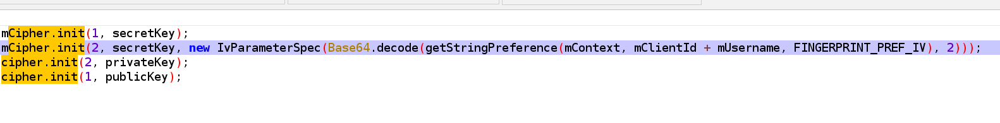 mCipher.init(1, secretKey);
mCipher.init(2, secretKey, new IvParameterSpec(Base64.decode(getStringPreference(mContext, mClientId + mUsername, FINGERPRINT_PREF_IV), 2)));
cipher.init(2, privateKey);
cipher.init(1, publicKey);